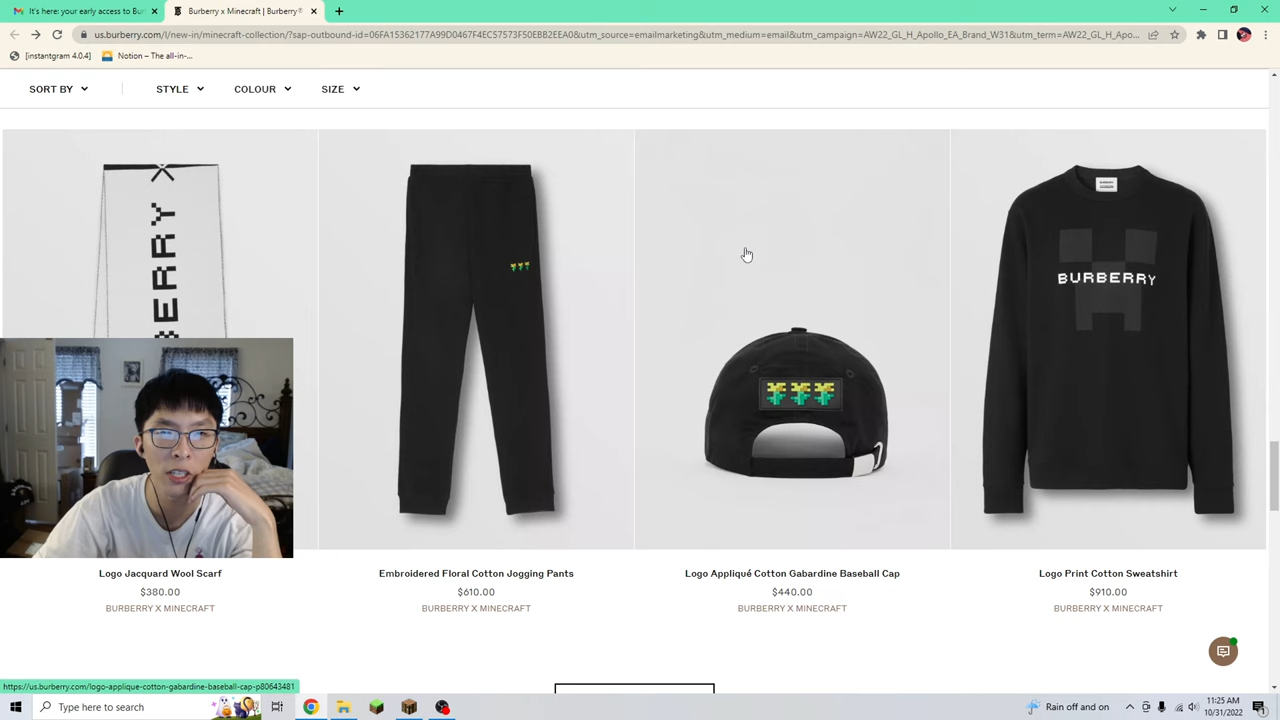 It's here: your early access to Bur
Burberry x Minecraft | Burberry®
us.burberry.com/l/new-in/minecraft-collection/?sap-outbound-id=06FA15362177A99D0467F4EC57573F50EBB2EEA0&utm_source=emailmarketing&utm_medium=email&utm_campaign=AW22_GL_H_Apollo_EA_Brand_W31&utm_term=AW22_GL_H_Apo...
[instantgram 4.0.4]
Notion – The all-in-...
SORT BY
STYLE
COLOUR
SIZE
BERRY X
BURBERRY
Logo Jacquard Wool Scarf
$380.00
BURBERRY X MINECRAFT
Embroidered Floral Cotton Jogging Pants
$610.00
BURBERRY X MINECRAFT
Logo Appliqué Cotton Gabardine Baseball Cap
$440.00
BURBERRY X MINECRAFT
Logo Print Cotton Sweatshirt
$910.00
BURBERRY X MINECRAFT
https://us.burberry.com/logo-applique-cotton-gabardine-baseball-cap-p80643481
Type here to search
Rain off and on
11:25 AM
10/31/2022